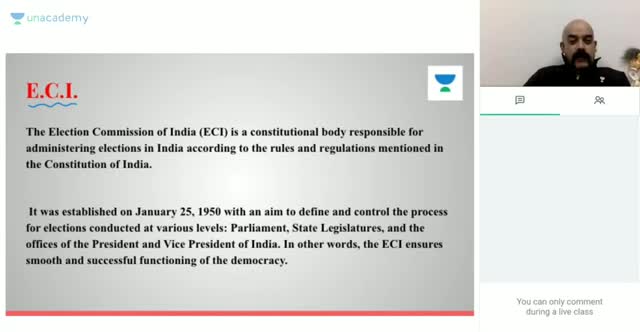 unacademy
E.C.I.
The Election Commission of India (ECI) is a constitutional body responsible for
administering elections in India according to the rules and regulations mentioned in
the Constitution of India.
It was established on January 25, 1950 with an aim to define and control the process
for elections conducted at various levels: Parliament, State Legislatures, and the
offices of the President and Vice President of India. In other words, the ECI ensures
smooth and successful functioning of the democracy.
You can only comment
during a live class